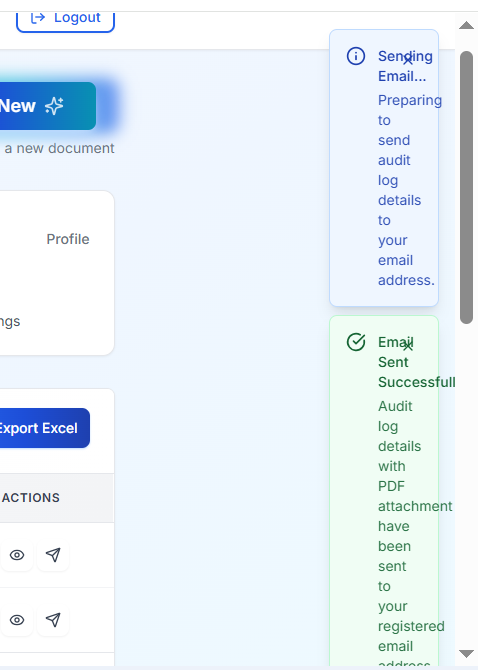 Logout
New
a new document
Profile
ngs
Export Excel
ACTIONS
Sending
Email...
Preparing
to
send
audit
log
details
to
your
email
address.
Email
Sent
Successfull
Audit
log
details
with
PDF
attachment
have
been
sent
to
your
registered
email
address